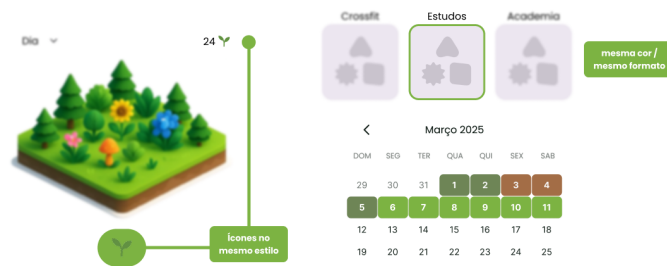 Dia
24
Ícones no
mesmo estilo
Crossfit Estudos Academia
mesma cor /
mesmo formato
Março 2025
DOM SEG TER QUA QUI SEX SAB
29 30 31 1 2 3 4
5 6 7 8 9 10 11
12 13 14 15 16 17 18
19 20 21 22 23 24 25